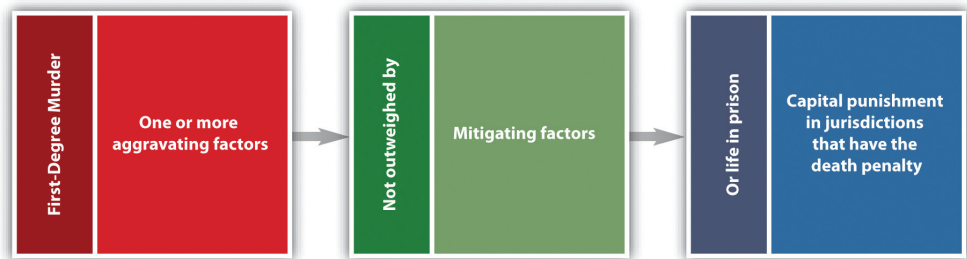 First-Degree Murder
One or more
aggravating factors
Not outweighed by
Mitigating factors
Or life in prison
Capital punishment
in jurisdictions
that have the
death penalty